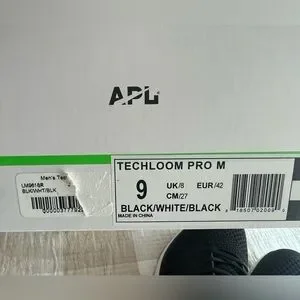 APL
TECHLOOM PRO M
9
UK/8 EUR/42
CM/27
BLACK/WHITE/BLACK
MADE IN CHINA
Men's Tec
BLK/WHT/BLK